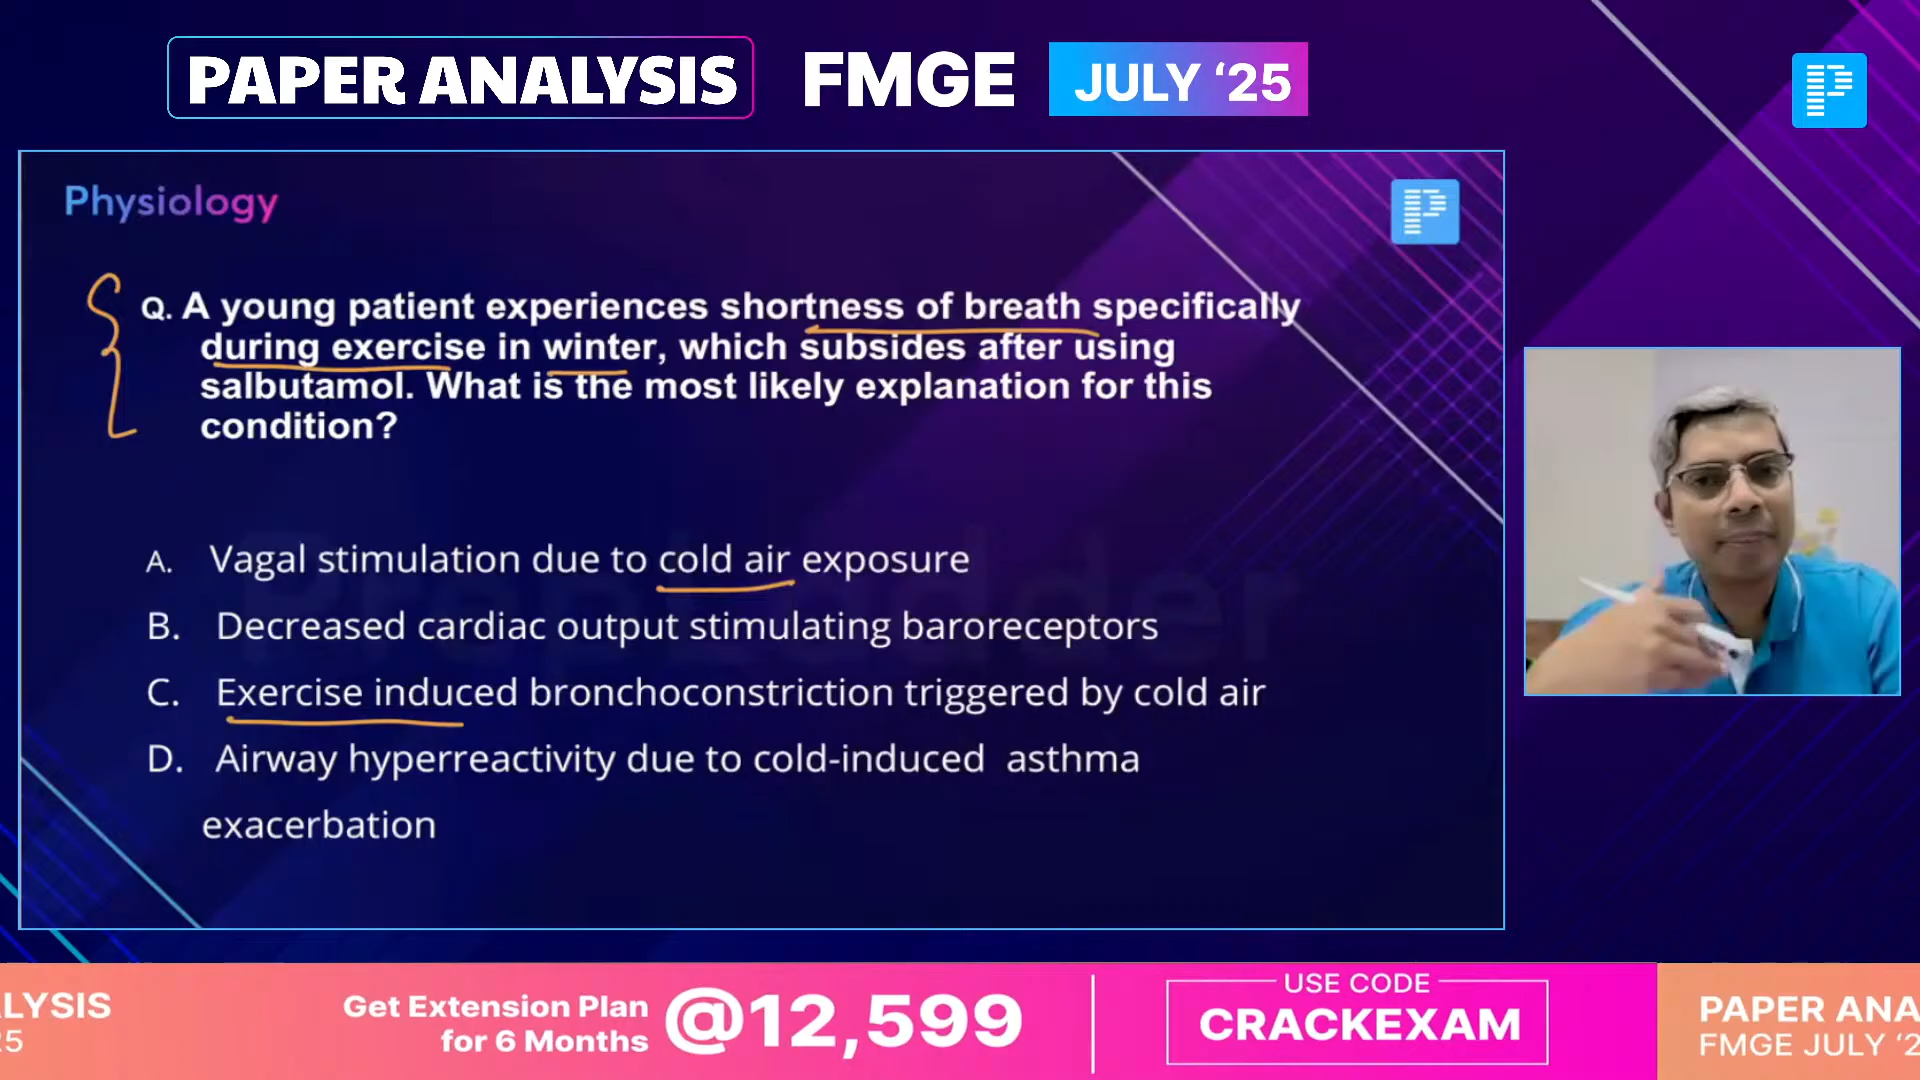 PAPER ANALYSIS FMGE JULY ‘25
Physiology
Q. A young patient experiences shortness of breath specifically
during exercise in winter, which subsides after using
salbutamol. What is the most likely explanation for this
condition?
A. Vagal stimulation due to cold air exposure
B. Decreased cardiac output stimulating baroreceptors
C. Exercise induced bronchoconstriction triggered by cold air
D. Airway hyperreactivity due to cold-induced asthma
exacerbation
PrepLadder
LYSIS
25
Get Extension Plan
for 6 Months
@12,599
USE CODE
CRACKEXAM
PAPER ANA
FMGE JULY ‘2